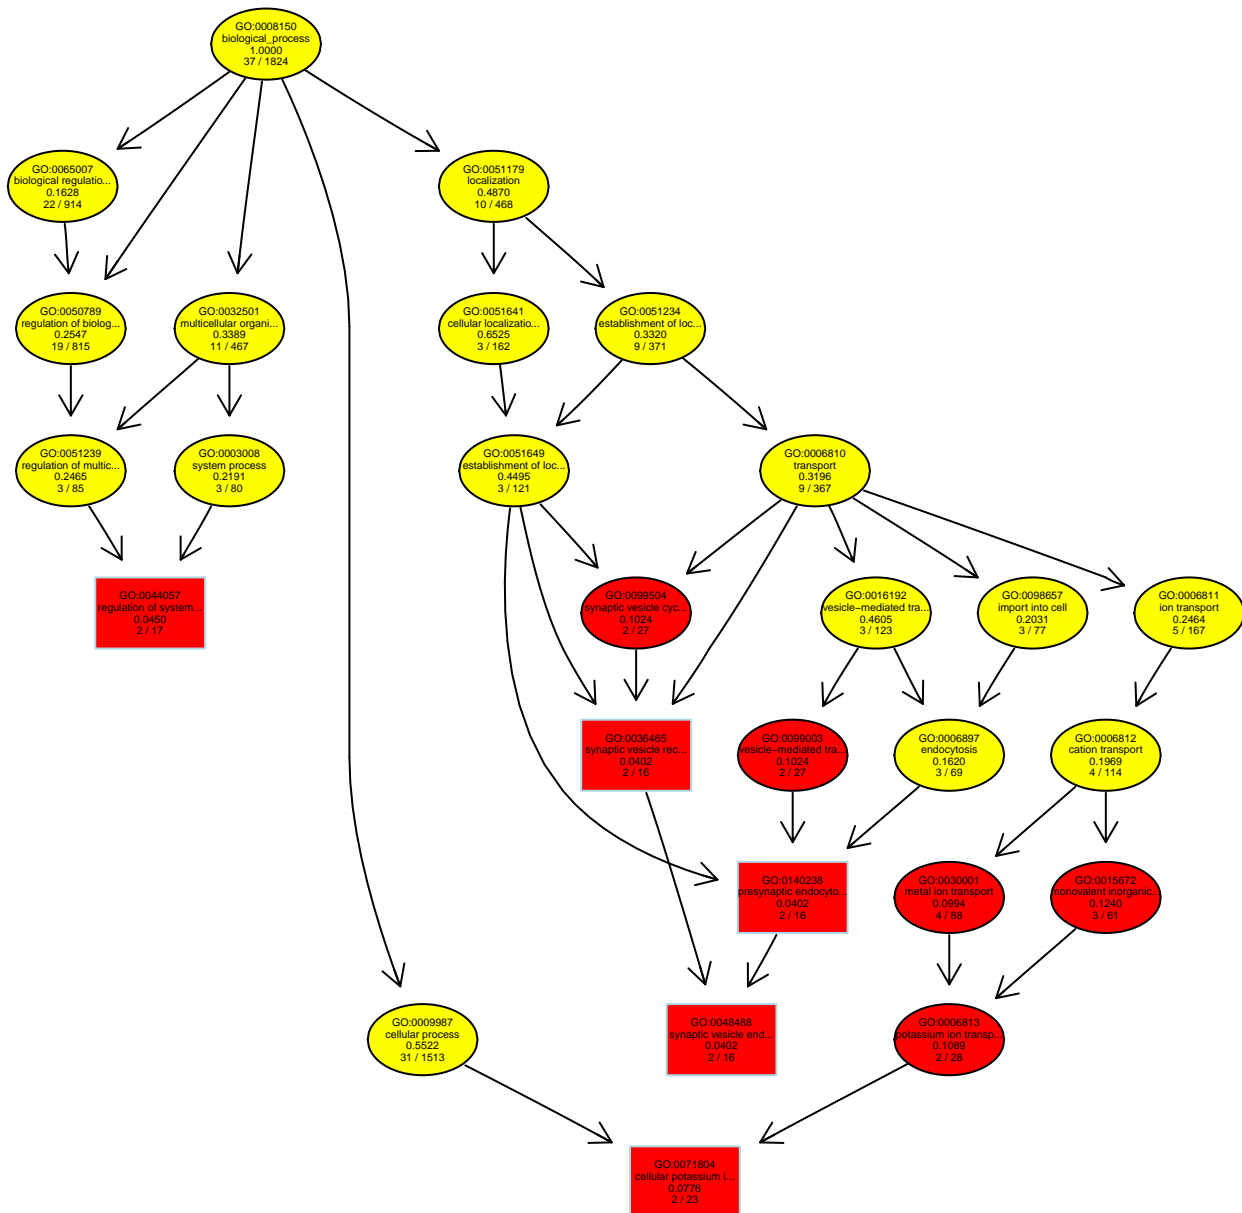 GO:0008150
biological_process
1.0000
37 / 1824
GO:0065007
biological regulatio...
0.1628
22 / 914
GO:0051179
localization
0.4870
10 / 468
GO:0050789
regulation of biolog...
0.2547
19 / 815
GO:0032501
multicellular organi...
0.3389
11 / 467
GO:0051641
cellular localizatio...
0.6525
3 / 162
GO:0051234
establishment of loc...
0.3320
9 / 371
GO:0051239
regulation of multic...
0.2465
3 / 85
GO:0003008
system process
0.2191
3 / 80
GO:0051649
establishment of loc...
0.4495
3 / 121
GO:0006810
transport
0.3196
9 / 367
GO:0044057
regulation of system...
0.0450
2 / 17
GO:0099504
synaptic vesicle cyc...
0.1024
2 / 27
GO:0016192
vesicle−mediated tra...
0.4605
3 / 123
GO:0098657
import into cell
0.2031
3 / 77
GO:0006811
ion transport
0.2464
5 / 167
GO:0036465
synaptic vesicle rec...
0.0402
2 / 16
GO:0099003
vesicle−mediated tra...
0.1024
2 / 27
GO:0006897
endocytosis
0.1620
3 / 69
GO:0006812
cation transport
0.1969
4 / 114
GO:0140238
presynaptic endocyto...
0.0402
2 / 16
GO:0030001
metal ion transport
0.0994
4 / 88
GO:0015672
monovalent inorganic...
0.1240
3 / 61
GO:0009987
cellular process
0.5522
31 / 1513
GO:0048488
synaptic vesicle end...
0.0402
2 / 16
GO:0006813
potassium ion transp...
0.1089
2 / 28
GO:0071804
cellular potassium i...
0.0776
2 / 23